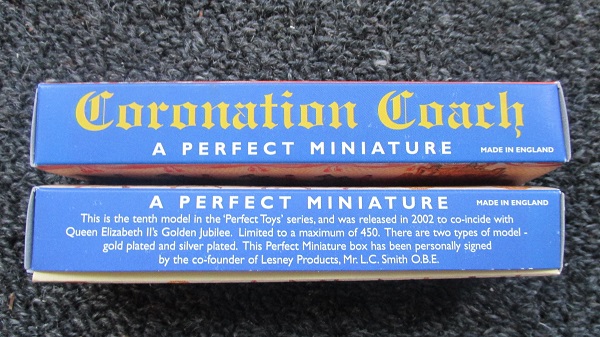 Coronation Coach
A PERFECT MINIATURE MADE IN ENGLAND
A PERFECT MINIATURE MADE IN ENGLAND
This is the tenth model in the 'Perfect Toys' series, and was released in 2002 to co-incide with
Queen Elizabeth II's Golden Jubilee. Limited to a maximum of 450. There are two types of model -
gold plated and silver plated. This Perfect Miniature box has been personally signed
by the co-founder of Lesney Products, Mr. L.C. Smith O.B.E.